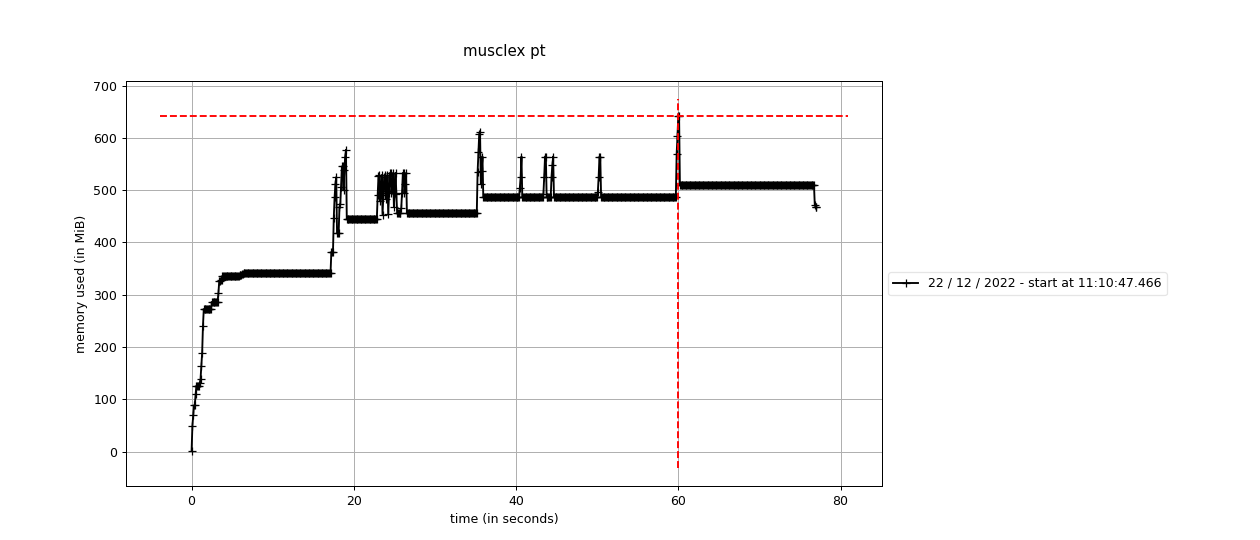 musclex pt
700
600
500
400
300
200
100
0
memory used (in MiB)
0 20 40 60 80
time (in seconds)
22 / 12 / 2022 - start at 11:10:47.466